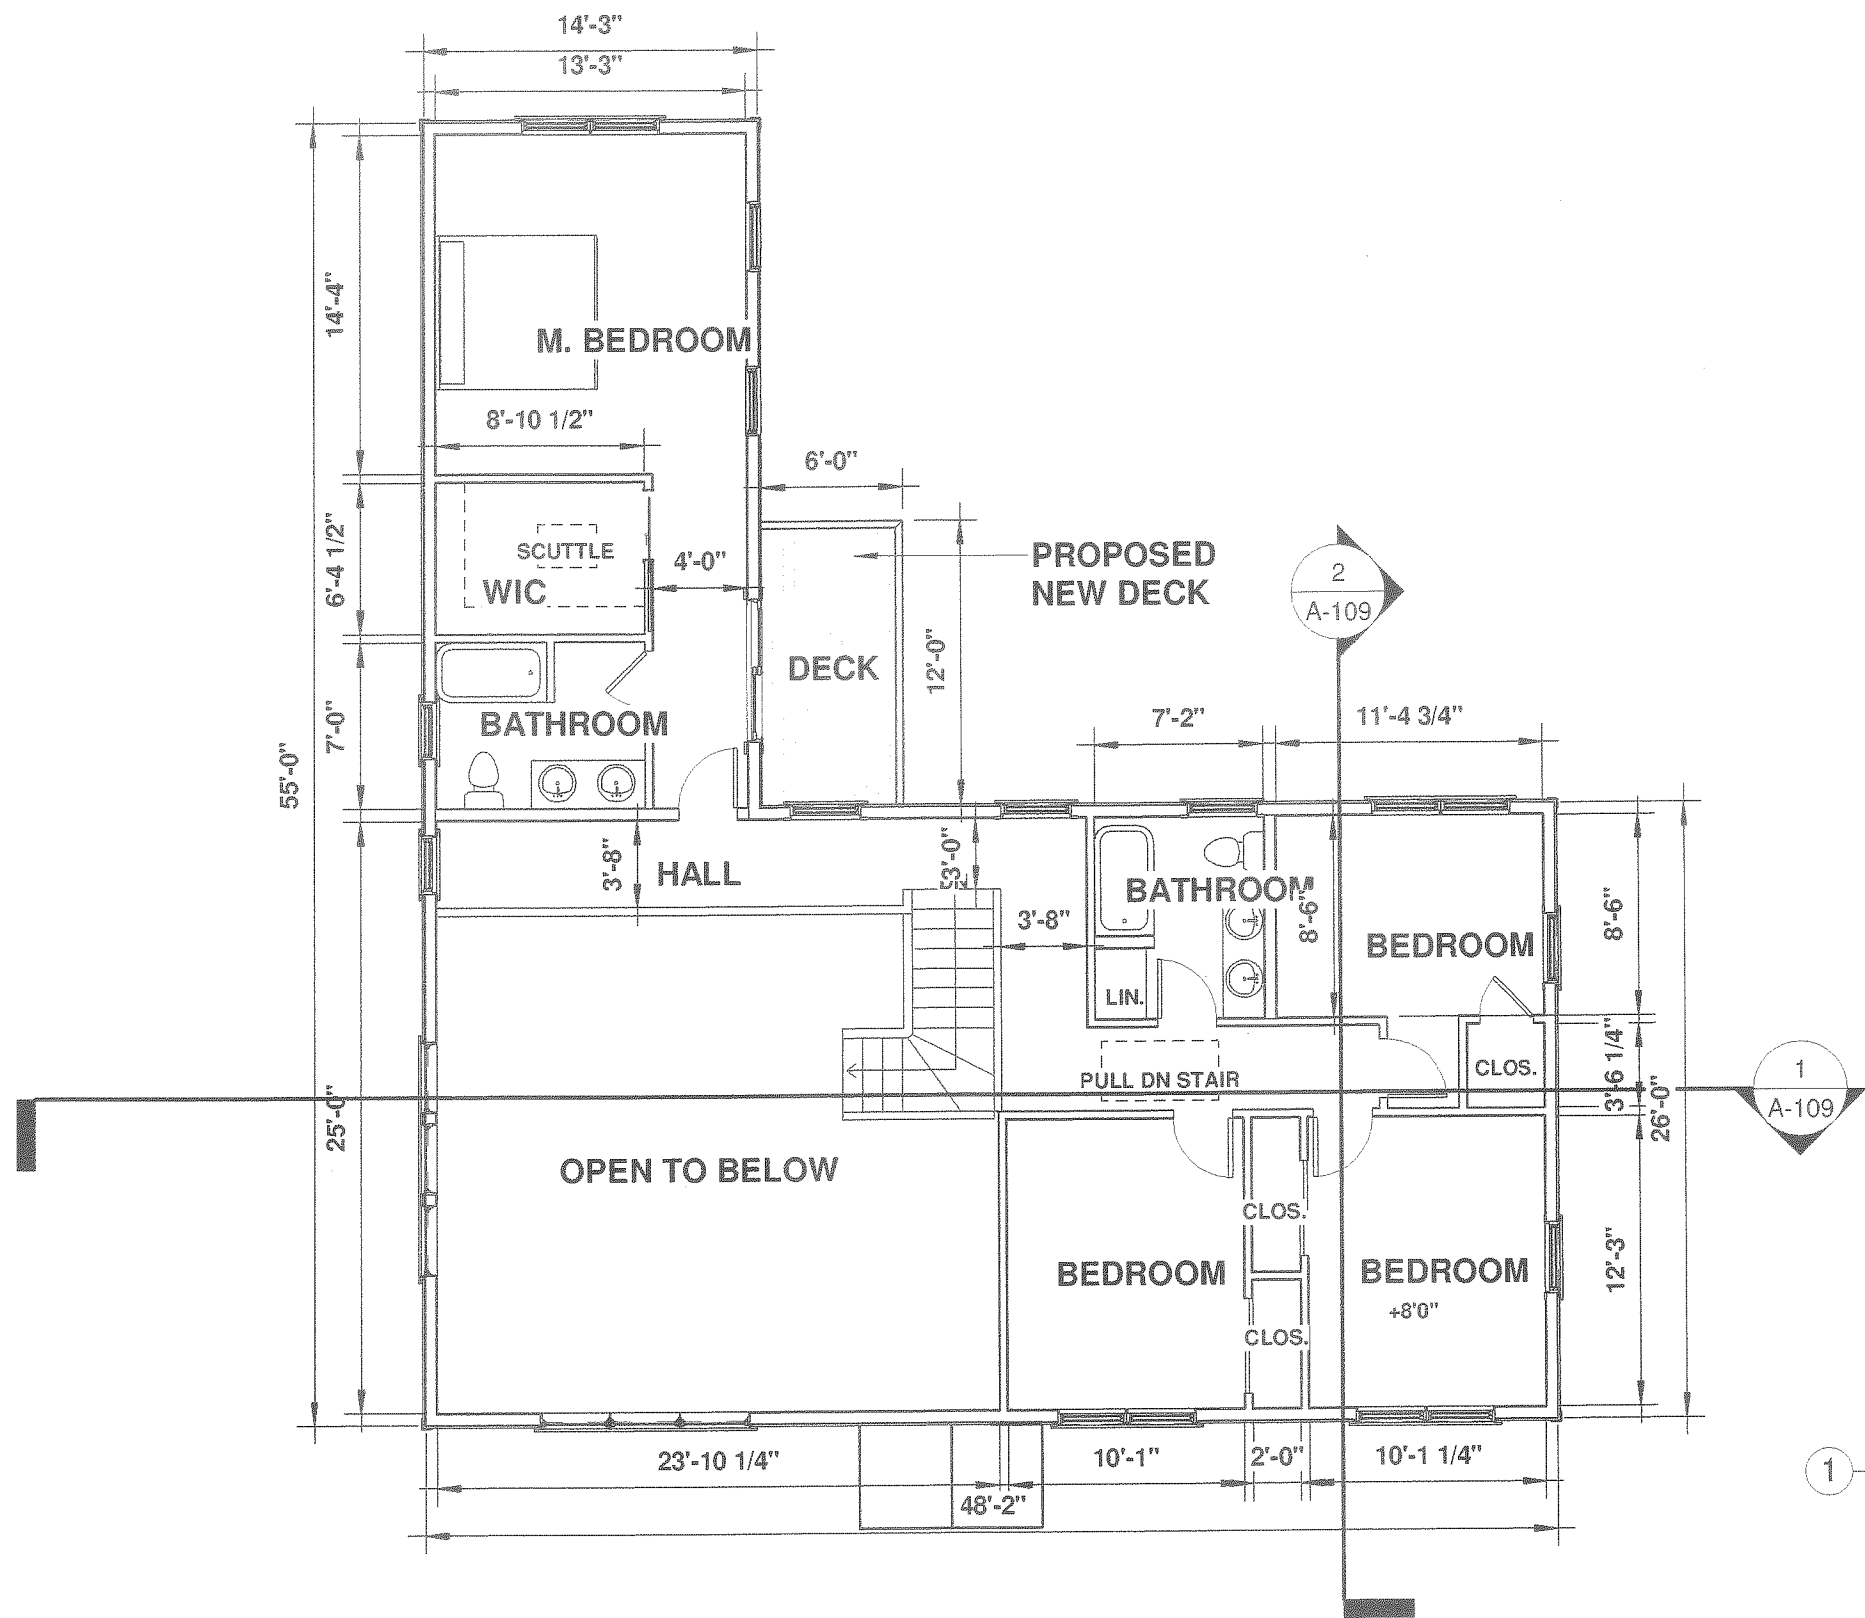 14'-3"
13'-3"
14'-4"
M. BEDROOM
8'-10 1/2"
6'-0"
6'-4 1/2"
SCUTTLE
WIC
4'-0"
PROPOSED
NEW DECK
2
A-109
DECK
12'-0"
7'-0"
BATHROOM
55'-0"
7'-2"
11'-4 3/4"
3'-8"
HALL
3'-0"
3'-8"
BATHROOM
8'-6"
BEDROOM
8'-6"
LIN.
PULL DN STAIR
CLOS.
3'-6 1/4"
26'-0"
1
A-109
25'-0"
OPEN TO BELOW
CLOS.
BEDROOM
BEDROOM
+8'0"
12'-3"
CLOS.
23'-10 1/4"
10'-1"
2'-0"
10'-1 1/4"
48'-2"
1